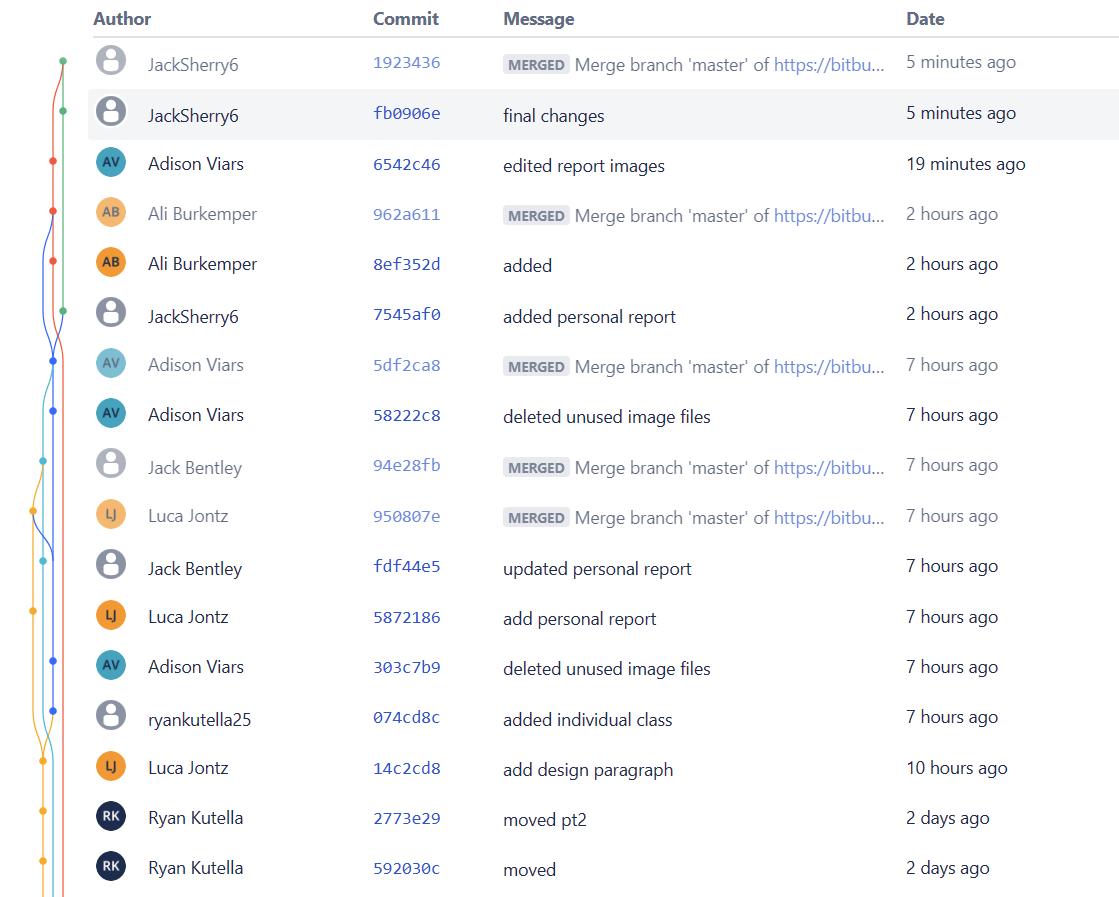 Author Commit Message Date
JackSherry6 1923436 MERGED Merge branch 'master' of https://bitbu... 5 minutes ago
JackSherry6 fb0906e final changes 5 minutes ago
AV Adison Viars 6542c46 edited report images 19 minutes ago
AB Ali Burkemper 962a611 MERGED Merge branch 'master' of https://bitbu... 2 hours ago
AB Ali Burkemper 8ef352d added 2 hours ago
JackSherry6 7545af0 added personal report 2 hours ago
AV Adison Viars 5df2ca8 MERGED Merge branch 'master' of https://bitbu... 7 hours ago
AV Adison Viars 58222c8 deleted unused image files 7 hours ago
Jack Bentley 94e28fb MERGED Merge branch 'master' of https://bitbu... 7 hours ago
LJ Luca Jontz 950807e MERGED Merge branch 'master' of https://bitbu... 7 hours ago
Jack Bentley fdf44e5 updated personal report 7 hours ago
LJ Luca Jontz 5872186 add personal report 7 hours ago
AV Adison Viars 303c7b9 deleted unused image files 7 hours ago
ryankutella25 074cd8c added individual class 7 hours ago
LJ Luca Jontz 14c2cd8 add design paragraph 10 hours ago
RK Ryan Kutella 2773e29 moved pt2 2 days ago
RK Ryan Kutella 592030c moved 2 days ago